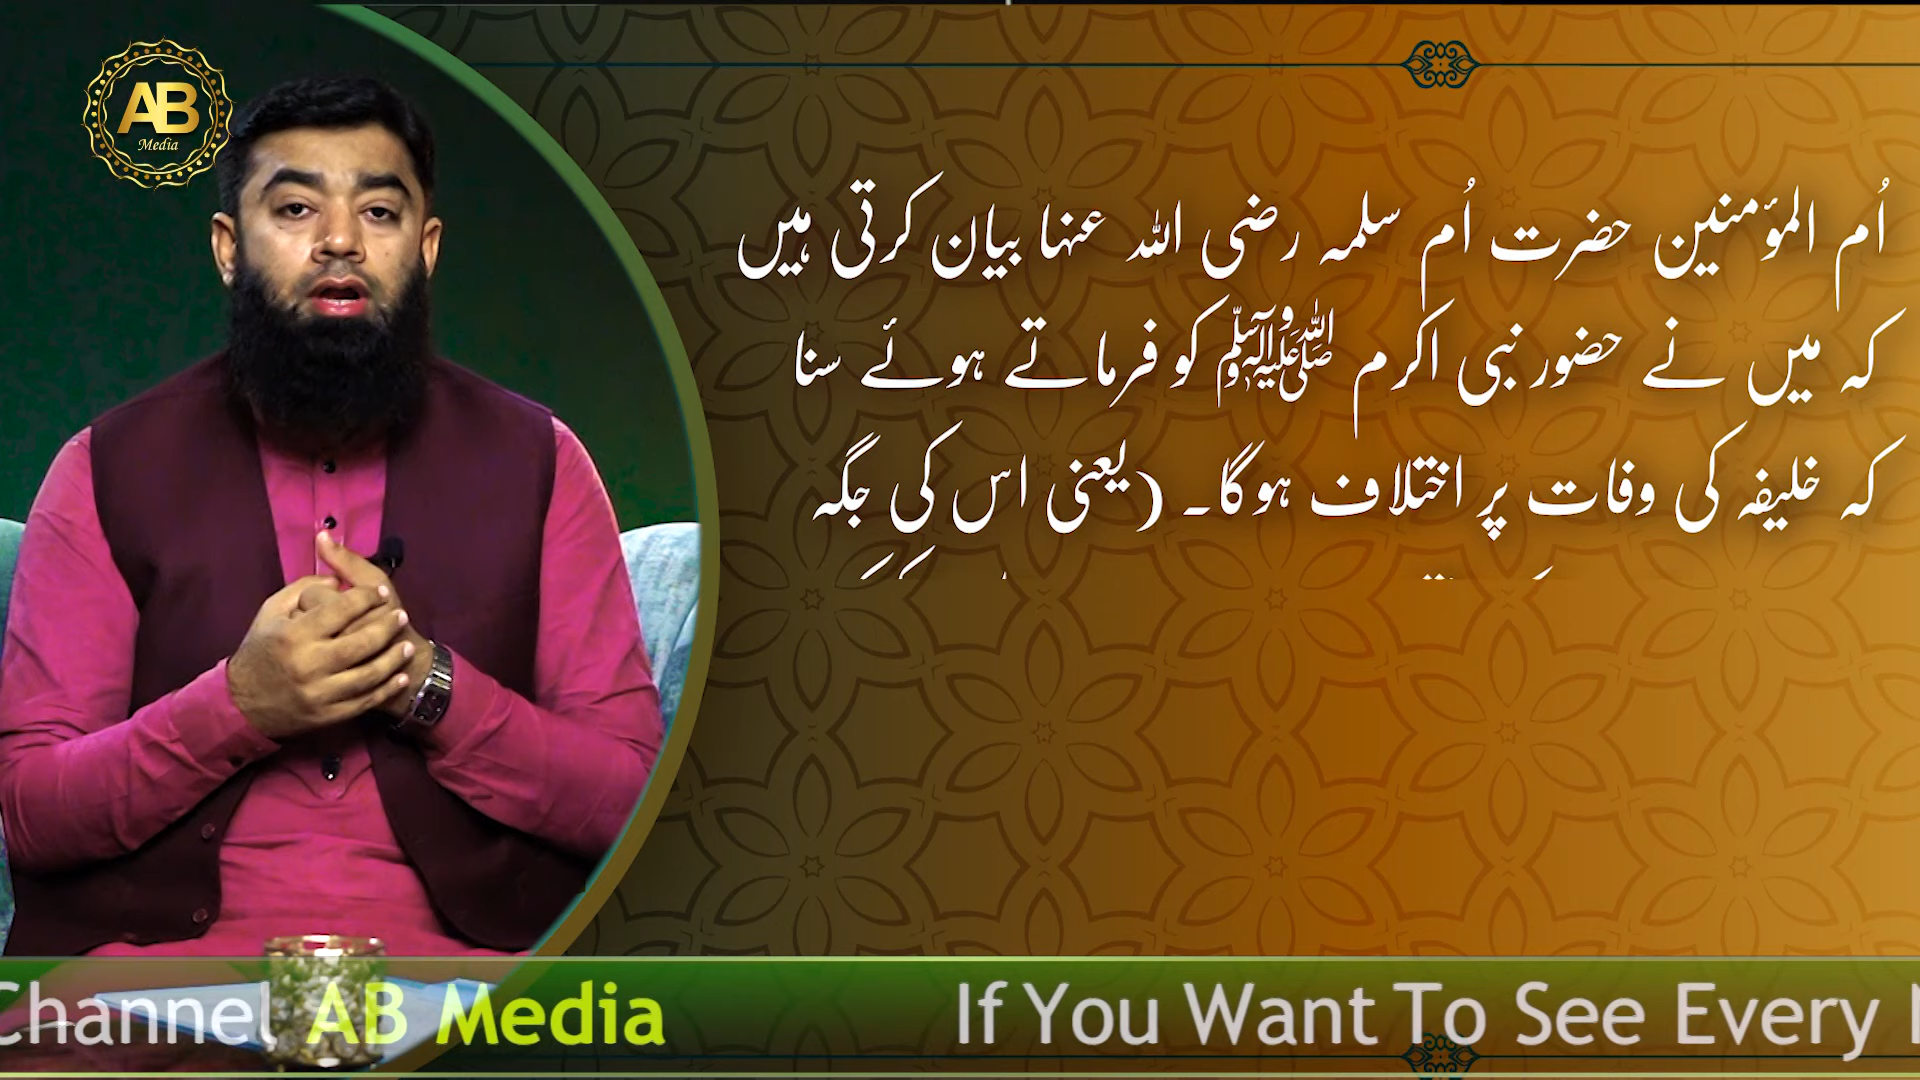 AB
Media
اُم المؤمنین حضرت اُم سلمہ رضی اللہ عنہا بیان کرتی ہیں
کہ میں نے حضور نبی اکرم ﷺ کو فرماتے ہوئے سنا
کہ خلیفہ کی وفات پر اختلاف ہوگا۔ (یعنی اس کی جگہ
Channel AB Media If You Want To See Every